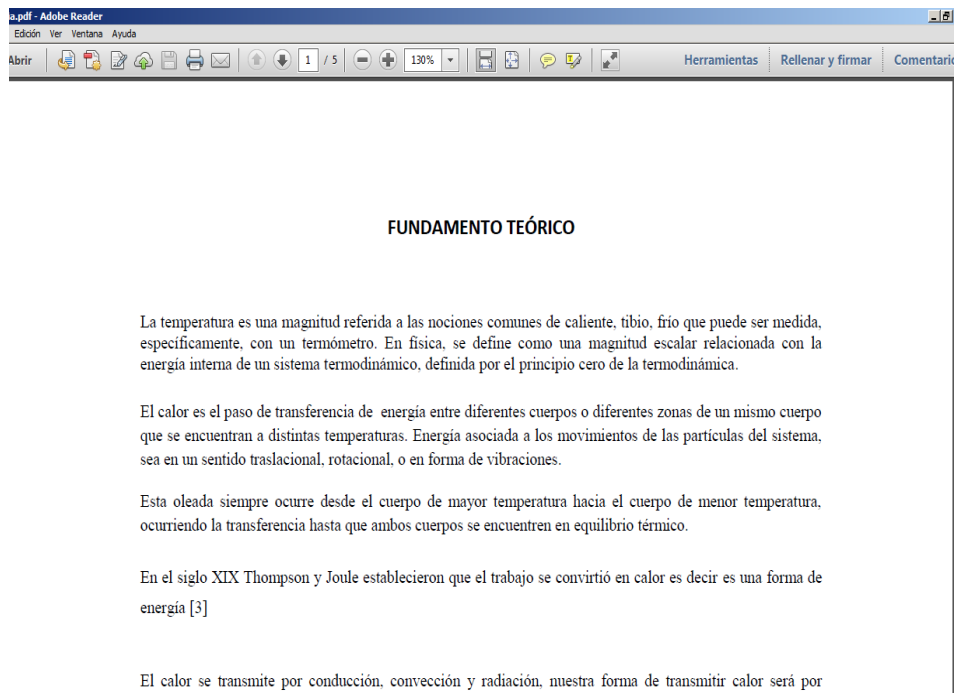 a.pdf - Adobe Reader
Edición Ver Ventana Ayuda
Abrir 1 / 5 130% Herramientas Rellenar y firmar Comentario
FUNDAMENTO TEÓRICO
La temperatura es una magnitud referida a las nociones comunes de caliente, tibio, frío que puede ser medida,
específicamente, con un termómetro. En física, se define como una magnitud escalar relacionada con la
energía interna de un sistema termodinámico, definida por el principio cero de la termodinámica.
El calor es el paso de transferencia de energía entre diferentes cuerpos o diferentes zonas de un mismo cuerpo
que se encuentran a distintas temperaturas. Energía asociada a los movimientos de las partículas del sistema,
sea en un sentido traslacional, rotacional, o en forma de vibraciones.
Esta oleada siempre ocurre desde el cuerpo de mayor temperatura hacia el cuerpo de menor temperatura,
ocurriendo la transferencia hasta que ambos cuerpos se encuentren en equilibrio térmico.
En el siglo XIX Thompson y Joule establecieron que el trabajo se convirtió en calor es decir es una forma de
energía [3]
El calor se transmite por conducción, convección y radiación, nuestra forma de transmitir calor será por